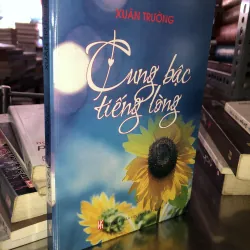 XUÂN TRƯỜNG
Cung bậc
tiếng lòng